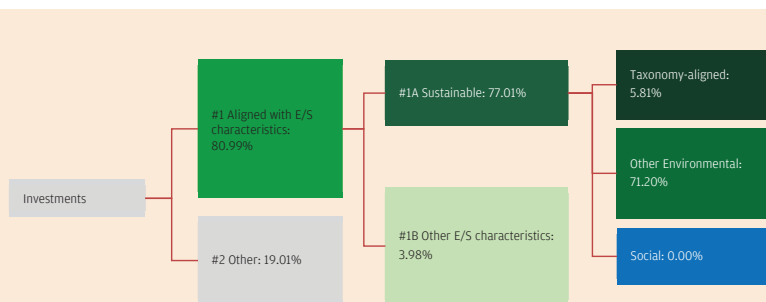 Investments
#1 Aligned with E/S
characteristics:
80.99%
#2 Other: 19.01%
#1A Sustainable: 77.01%
#1B Other E/S characteristics:
3.98%
Taxonomy-aligned:
5.81%
Other Environmental:
71.20%
Social: 0.00%